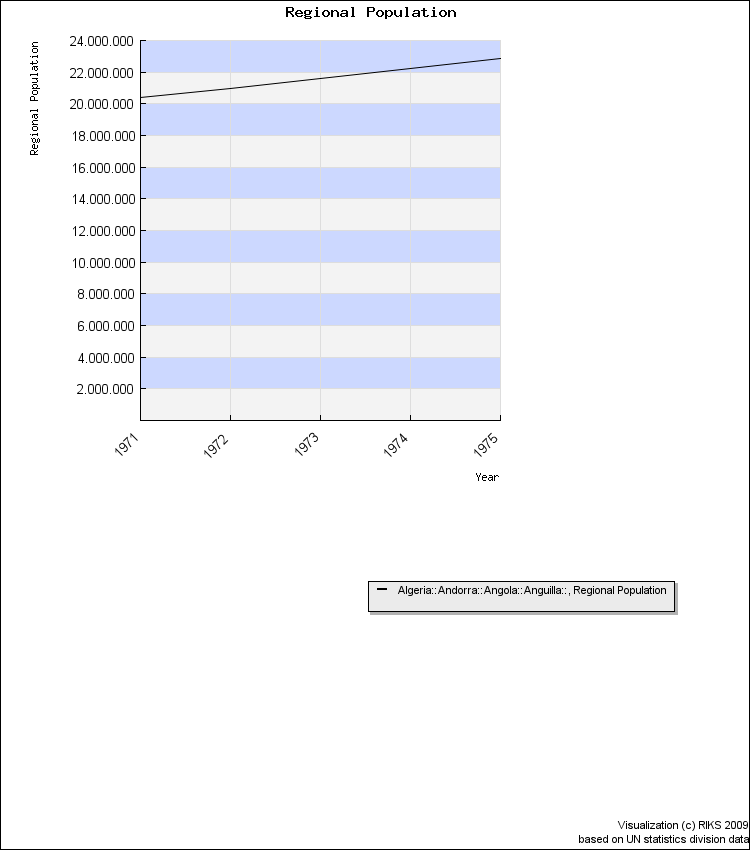 Regional Population
Regional Population
24.000.000
22.000.000
20.000.000
18.000.000
16.000.000
14.000.000
12.000.000
10.000.000
8.000.000
6.000.000
4.000.000
2.000.000
1971
1972
1973
1974
1975
Year
Algeria::Andorra::Angola::Anguilla::, Regional Population
Visualization (c) RIKS 2009
based on UN statistics division data